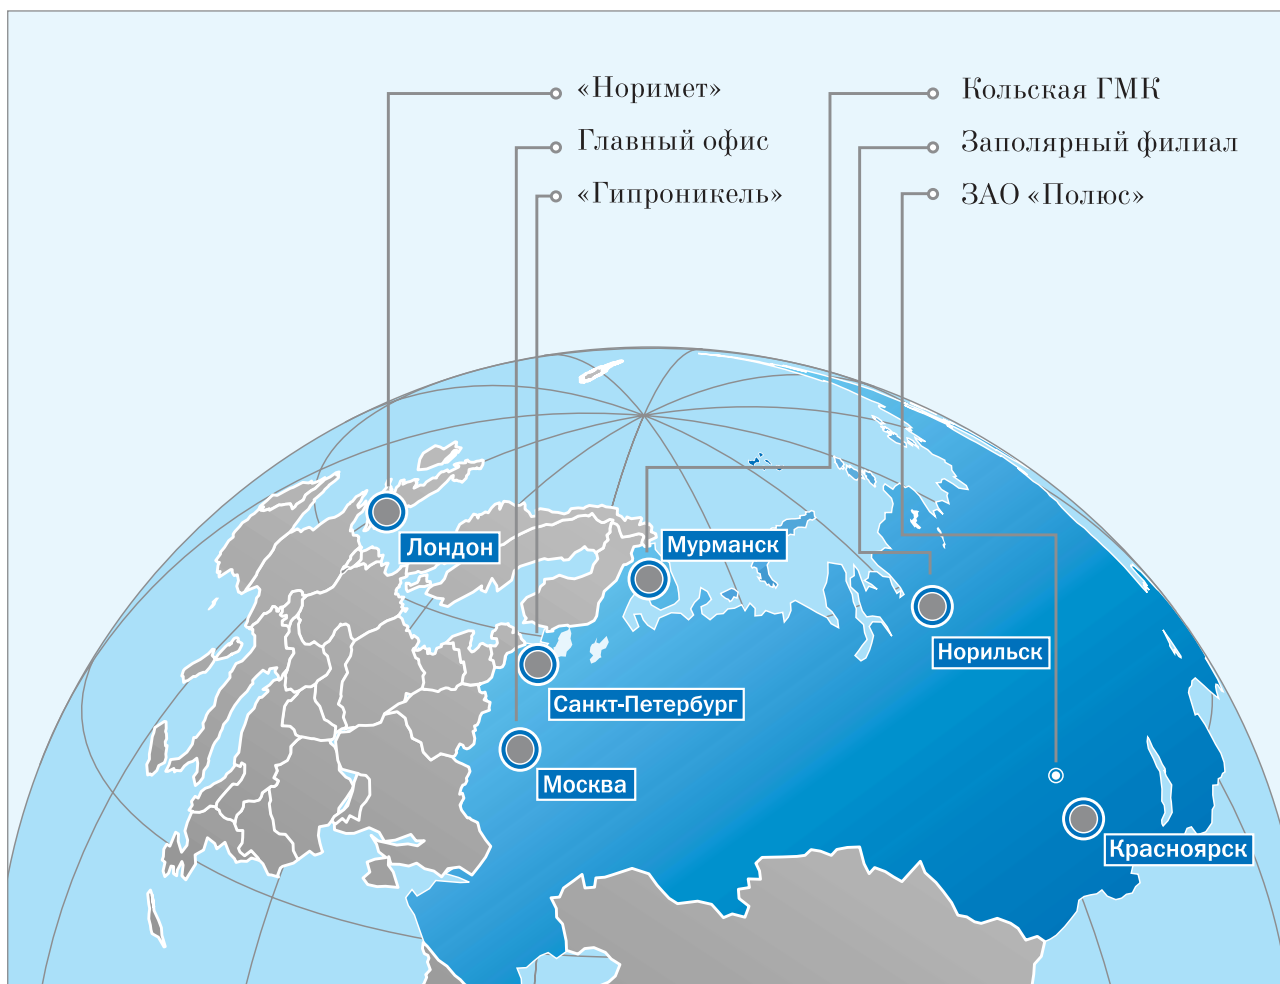 «Норимет»
Главный офис
«Гипроникель»
Кольская ГМК
Заполярный филиал
ЗАО «Полюс»
Лондон
Мурманск
Норильск
Санкт-Петербург
Москва
Красноярск